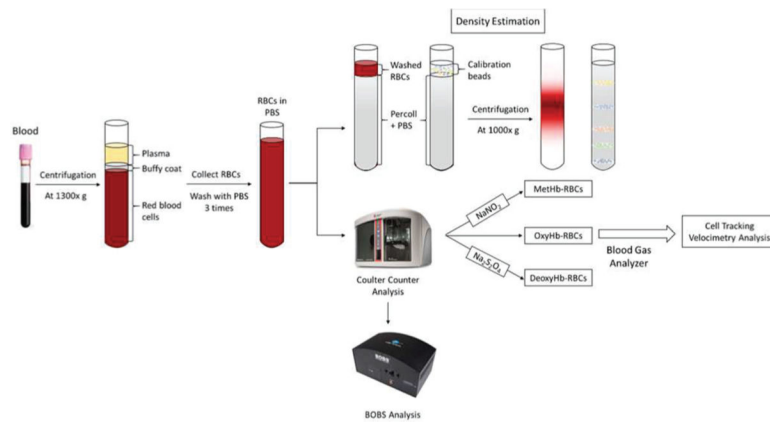 Density Estimation
Blood
Centrifugation
At 1300x g
Plasma
Buffy coat
Red blood
cells
Collect RBCs
Wash with PBS
3 times
RBCs in
PBS
Washed
RBCs
Percoll
+ PBS
Calibration
beads
Centrifugation
At 1000x g
Coulter Counter
Analysis
NaNO₂
Na₂S₂O₄
MetHb-RBCs
OxyHb-RBCs
DeoxyHb-RBCs
Blood Gas
Analyzer
Cell Tracking
Velocimetry Analysis
BOBS
BOBS Analysis